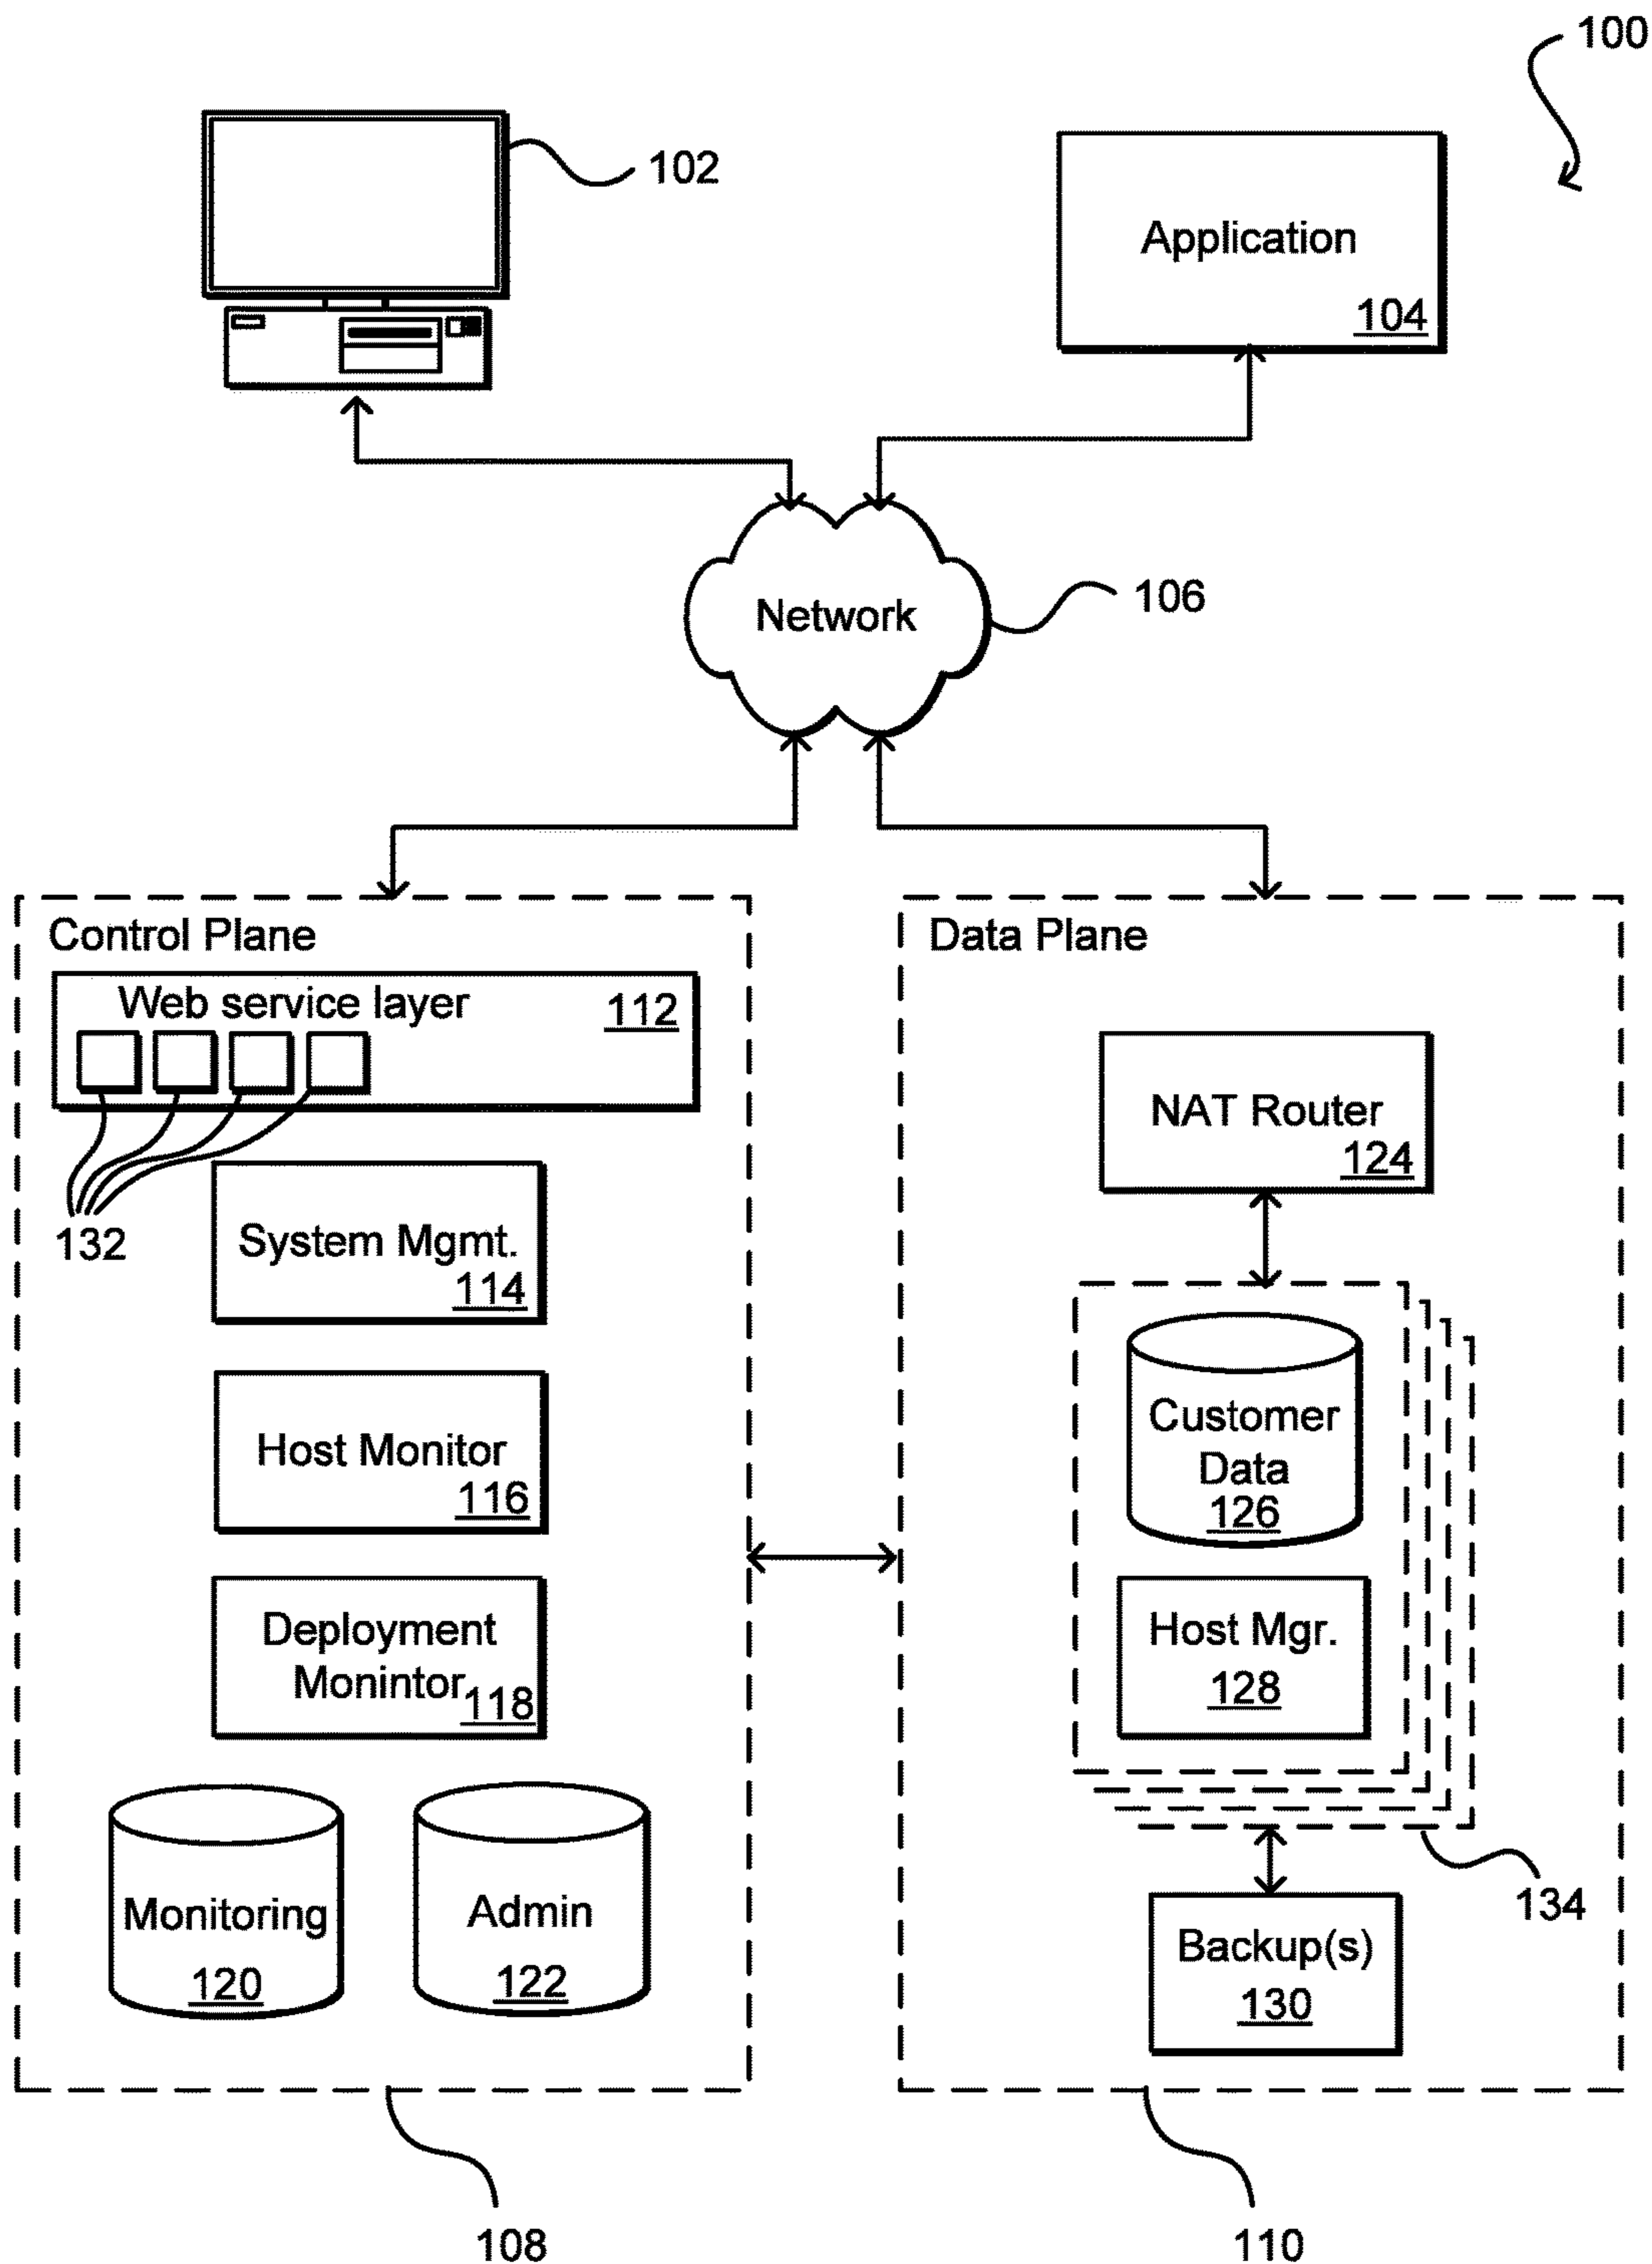 100
102
Application
104
Network
106
Control Plane
Web service layer
112
132
System Mgmt.
114
Host Monitor
116
Deployment
Monintor
118
Monitoring
120
Admin
122
108
Data Plane
NAT Router
124
Customer
Data
126
Host Mgr.
128
134
Backup(s)
130
110